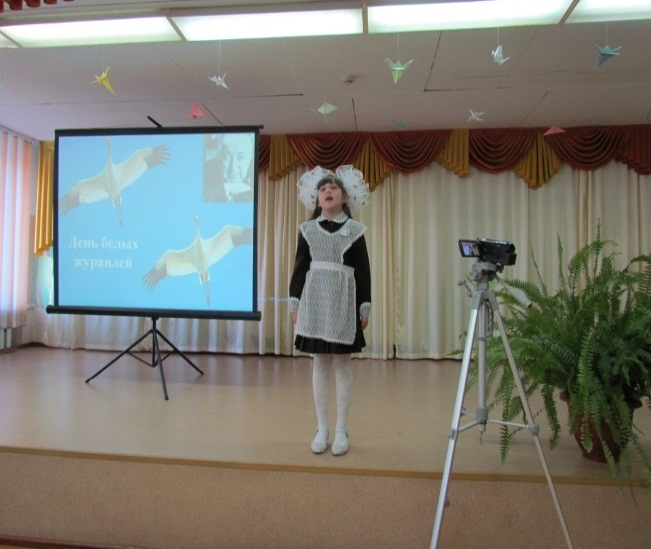 День белых
журавлей